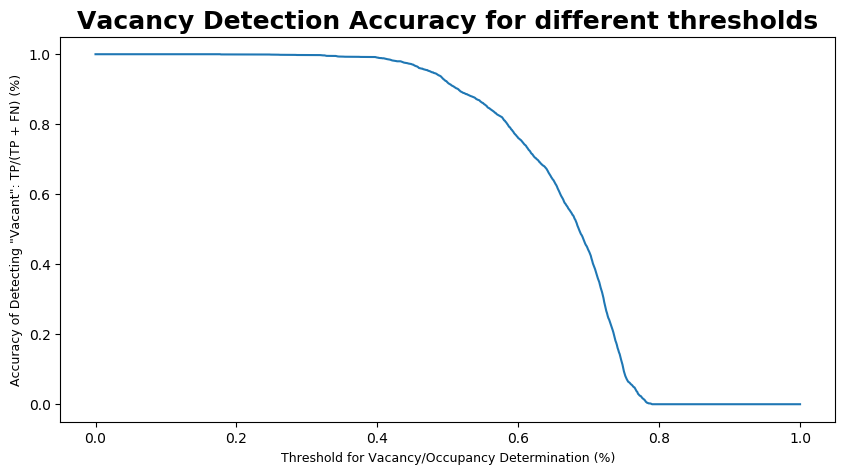 Vacancy Detection Accuracy for different thresholds
Accuracy of Detecting "Vacant": TP/(TP + FN) (%)
1.0
0.8
0.6
0.4
0.2
0.0
0.0 0.2 0.4 0.6 0.8 1.0
Threshold for Vacancy/Occupancy Determination (%)